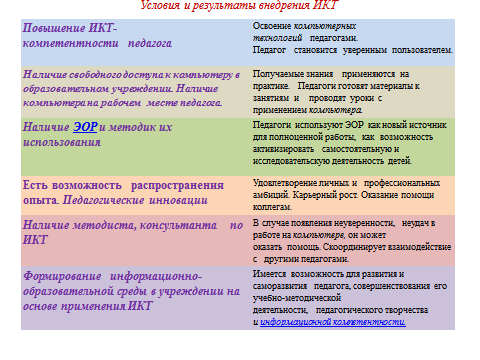 Условия и результаты внедрения ИКТ
Повышение ИКТ-
компетентности педагога
Освоение компьютерных
технологий педагогами.
Педагог становится уверенным пользователем.
Наличие свободного доступа к компьютеру в
образовательном учреждении. Наличие
компьютера на рабочем месте педагога.
Получаемые знания применяются на
практике. Педагоги готовят материалы к
занятиям и проводят уроки с
применением компьютера.
Наличие ЭОР и методик их
использования
Педагоги используют ЭОР как новый источник
для полноценной работы, как возможность
активизировать самостоятельную и
исследовательскую деятельность детей.
Есть возможность распространения
опыта. Педагогические инновации
Удовлетворение личных и профессиональных
амбиций. Карьерный рост. Оказание помощи
коллегам.
Наличие методиста, консультанта по
ИКТ
В случае появления неуверенности, неудач в
работе на компьютере, он может
оказать помощь. Скоординирует взаимодействие
с другими педагогами.
Формирование информационно-
образовательной среды в учреждении на
основе применения ИКТ
Имеется возможность для развития и
саморазвития педагога, совершенствования его
учебно-методической
деятельности, педагогического творчества
и информационной компетентности.